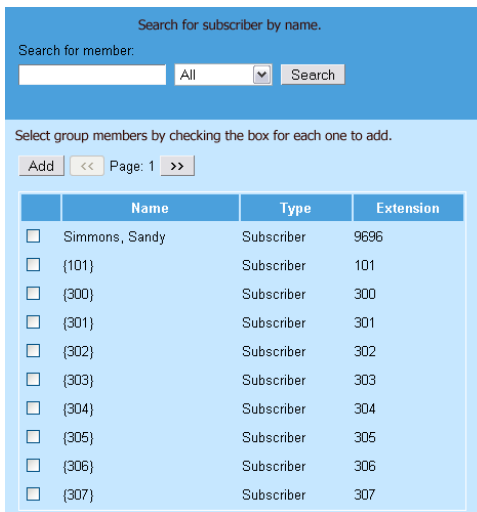 Search for subscriber by name.
Search for member:
All Search
Select group members by checking the box for each one to add.
Add << Page: 1 >>
Name Type Extension
Simmons, Sandy Subscriber 9696
{101} Subscriber 101
{300} Subscriber 300
{301} Subscriber 301
{302} Subscriber 302
{303} Subscriber 303
{304} Subscriber 304
{305} Subscriber 305
{306} Subscriber 306
{307} Subscriber 307